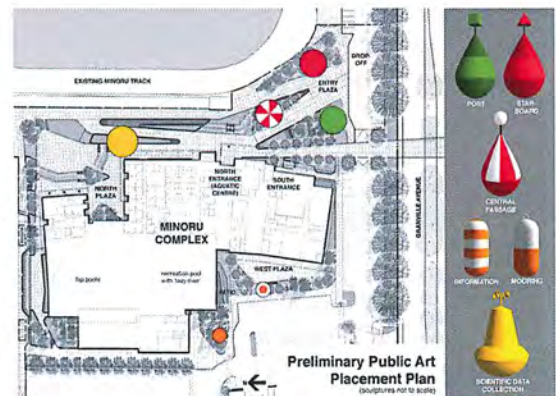 EXISTING MINORU TRACK
DROP-
OFF
ENTRY
PLAZA
NORTH
PLAZA
NORTH
ENTRANCE
(AQUATIC
CENTRE)
SOUTH
ENTRANCE
GRANVILLE AVENUE
MINORU
COMPLEX
lap pools
recreation pool
with 'lazy river'
WEST PLAZA
PATIO
N
Preliminary Public Art
Placement Plan
(sculptures not to scale)
PORT
STAR-
BOARD
CENTRAL
PASSAGE
INFORMATION
MOORING
SCIENTIFIC DATA
COLLECTION